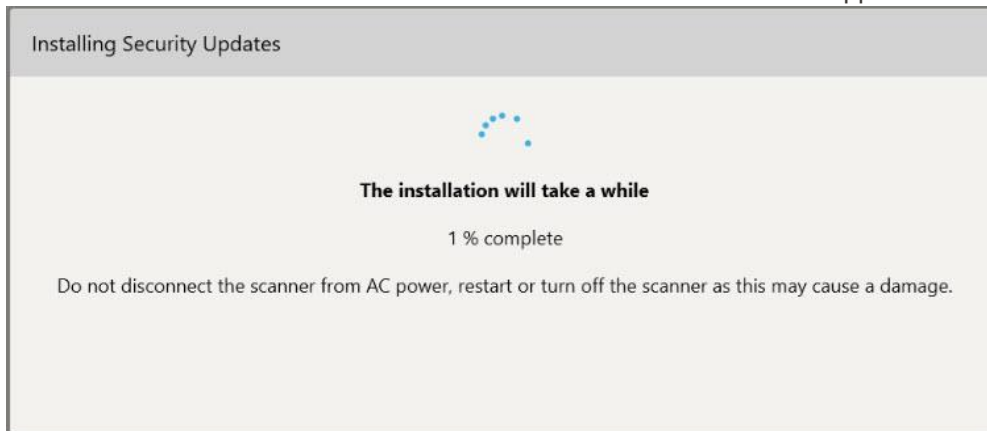 Installing Security Updates
The installation will take a while
1 % complete
Do not disconnect the scanner from AC power, restart or turn off the scanner as this may cause a damage.